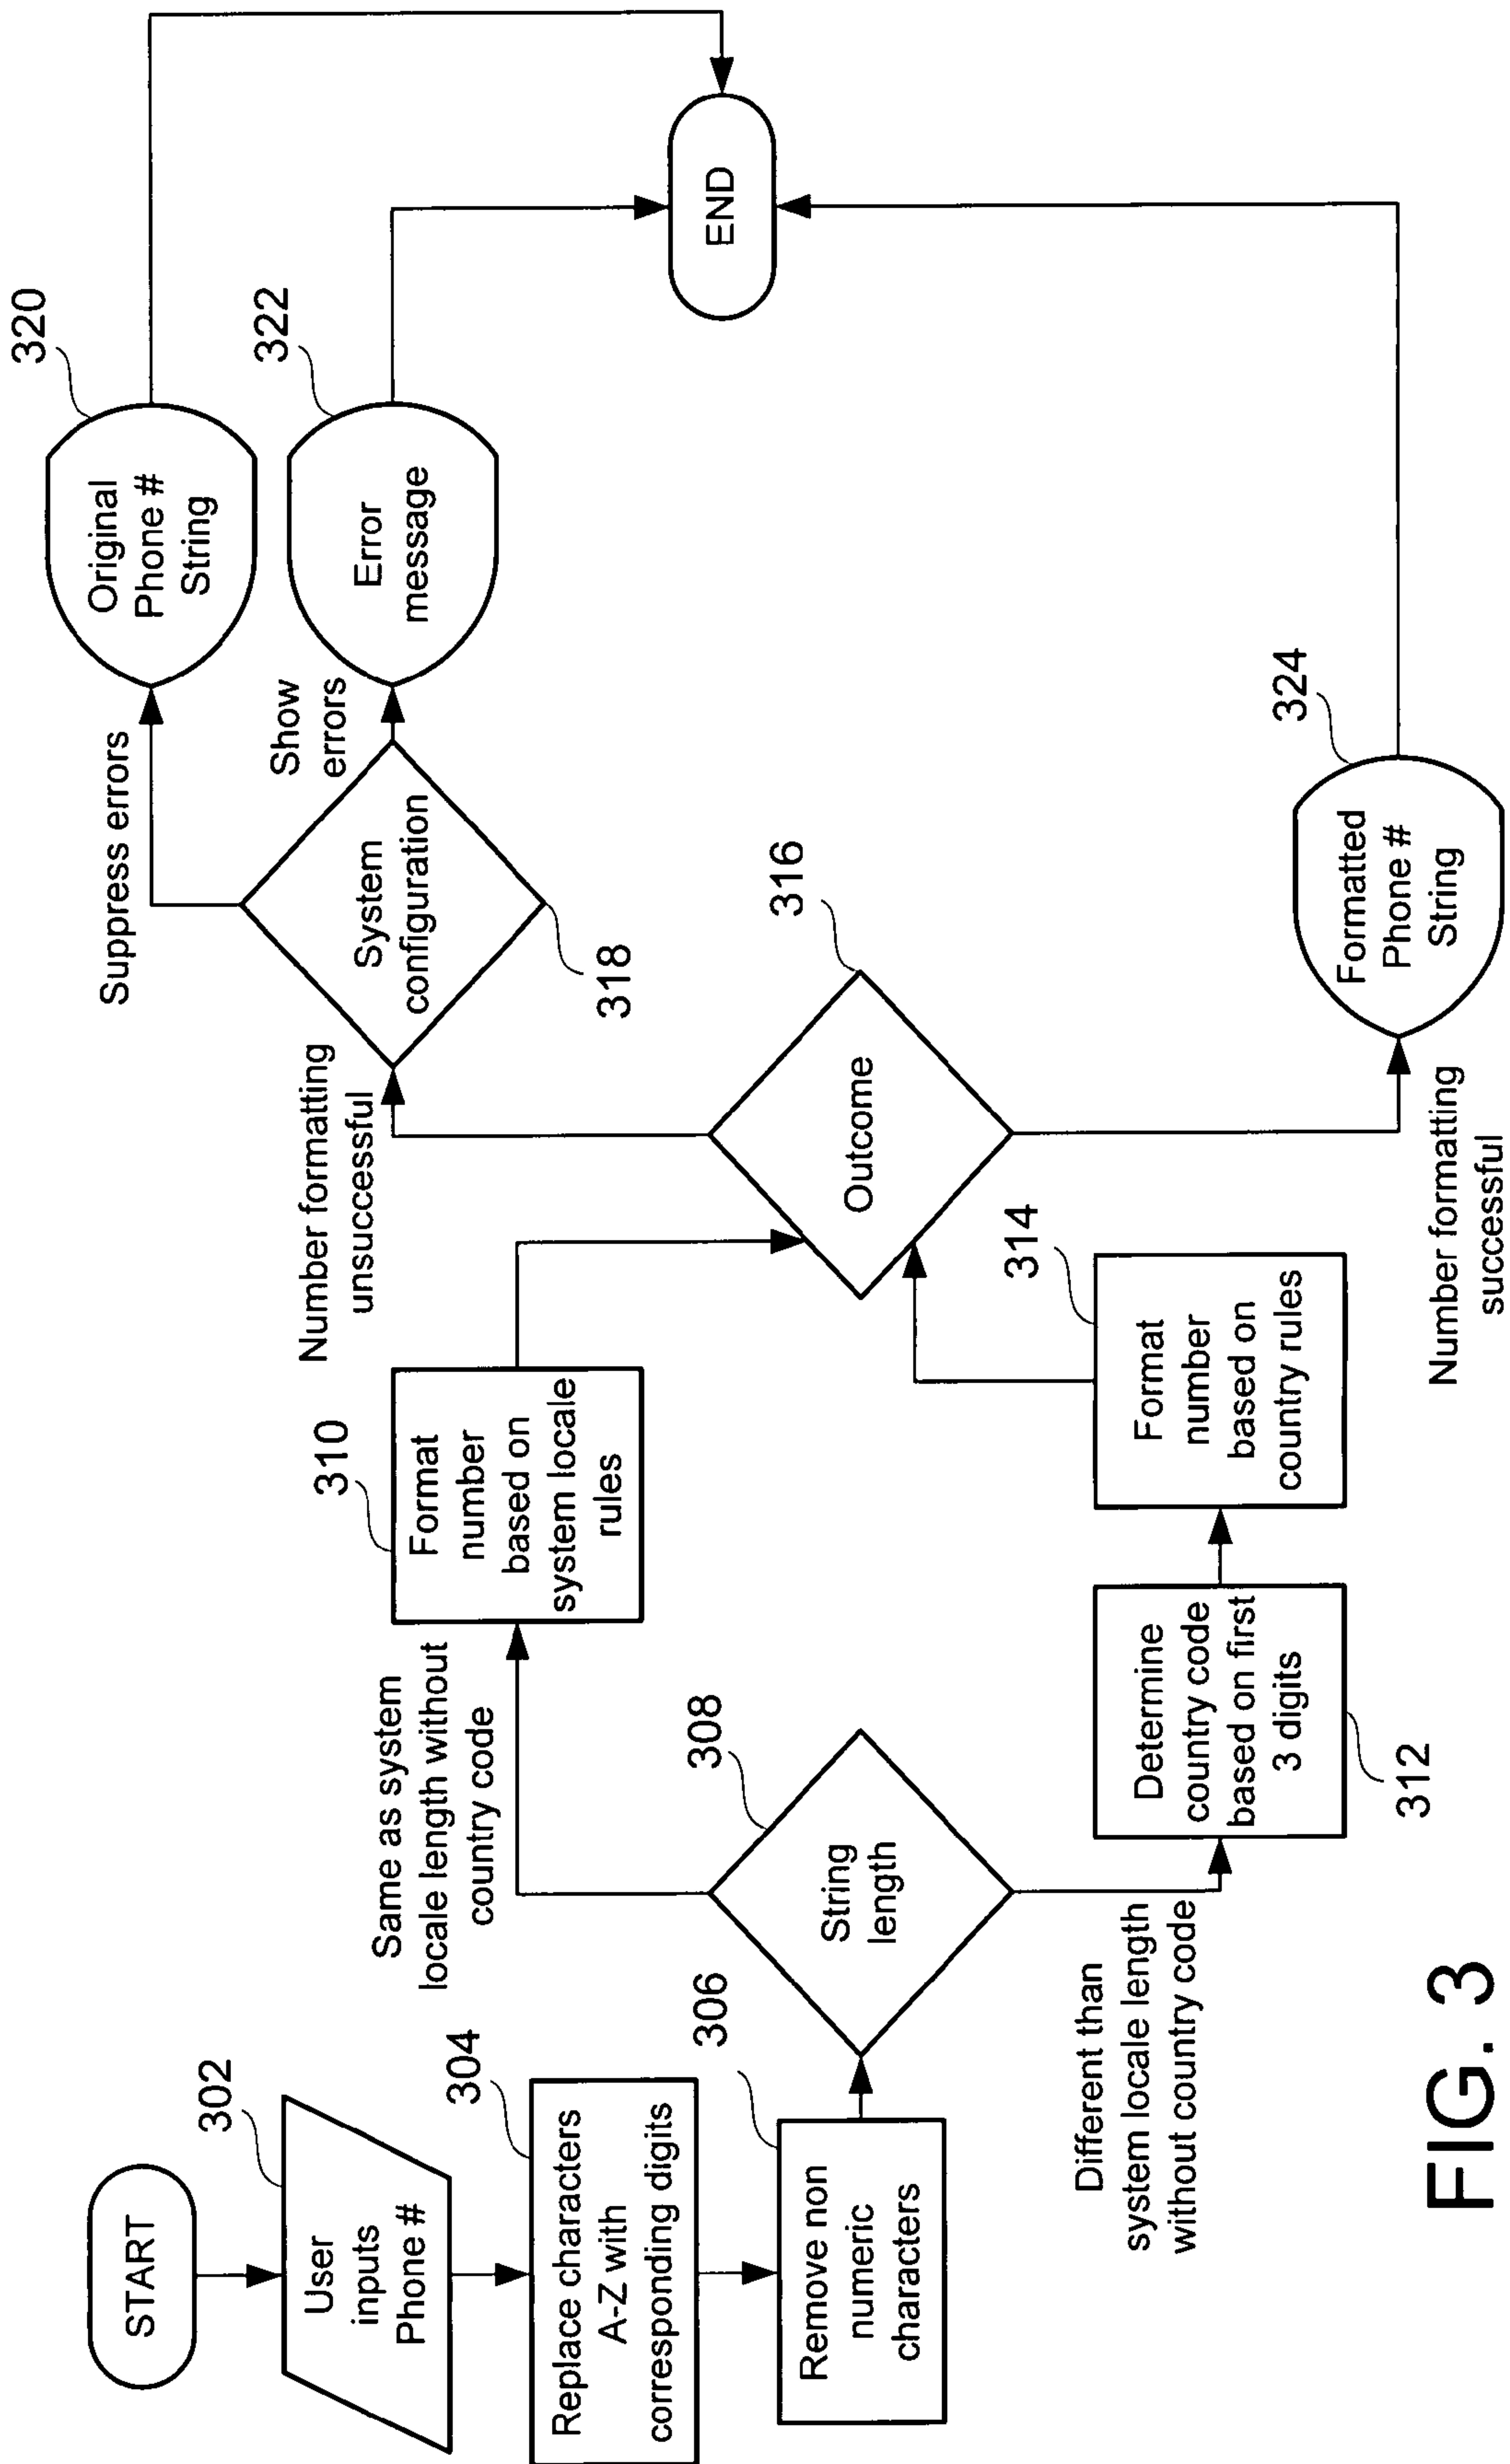 START
302
User
inputs
Phone #
304
Replace characters
A-Z with
corresponding digits
306
Remove non
numeric
characters
308
String
length
Same as system
locale length without
country code
310
Format
number
based on
system locale
rules
Different than
system locale length
without country code
Determine
country code
based on first
3 digits
312
314
Format
number
based on
country rules
316
Outcome
Number formatting
unsuccessful
System
configuration
318
Suppress errors
320
Original
Phone #
String
Show
errors
322
Error
message
Number formatting
successful
324
Formatted
Phone #
String
END
FIG. 3